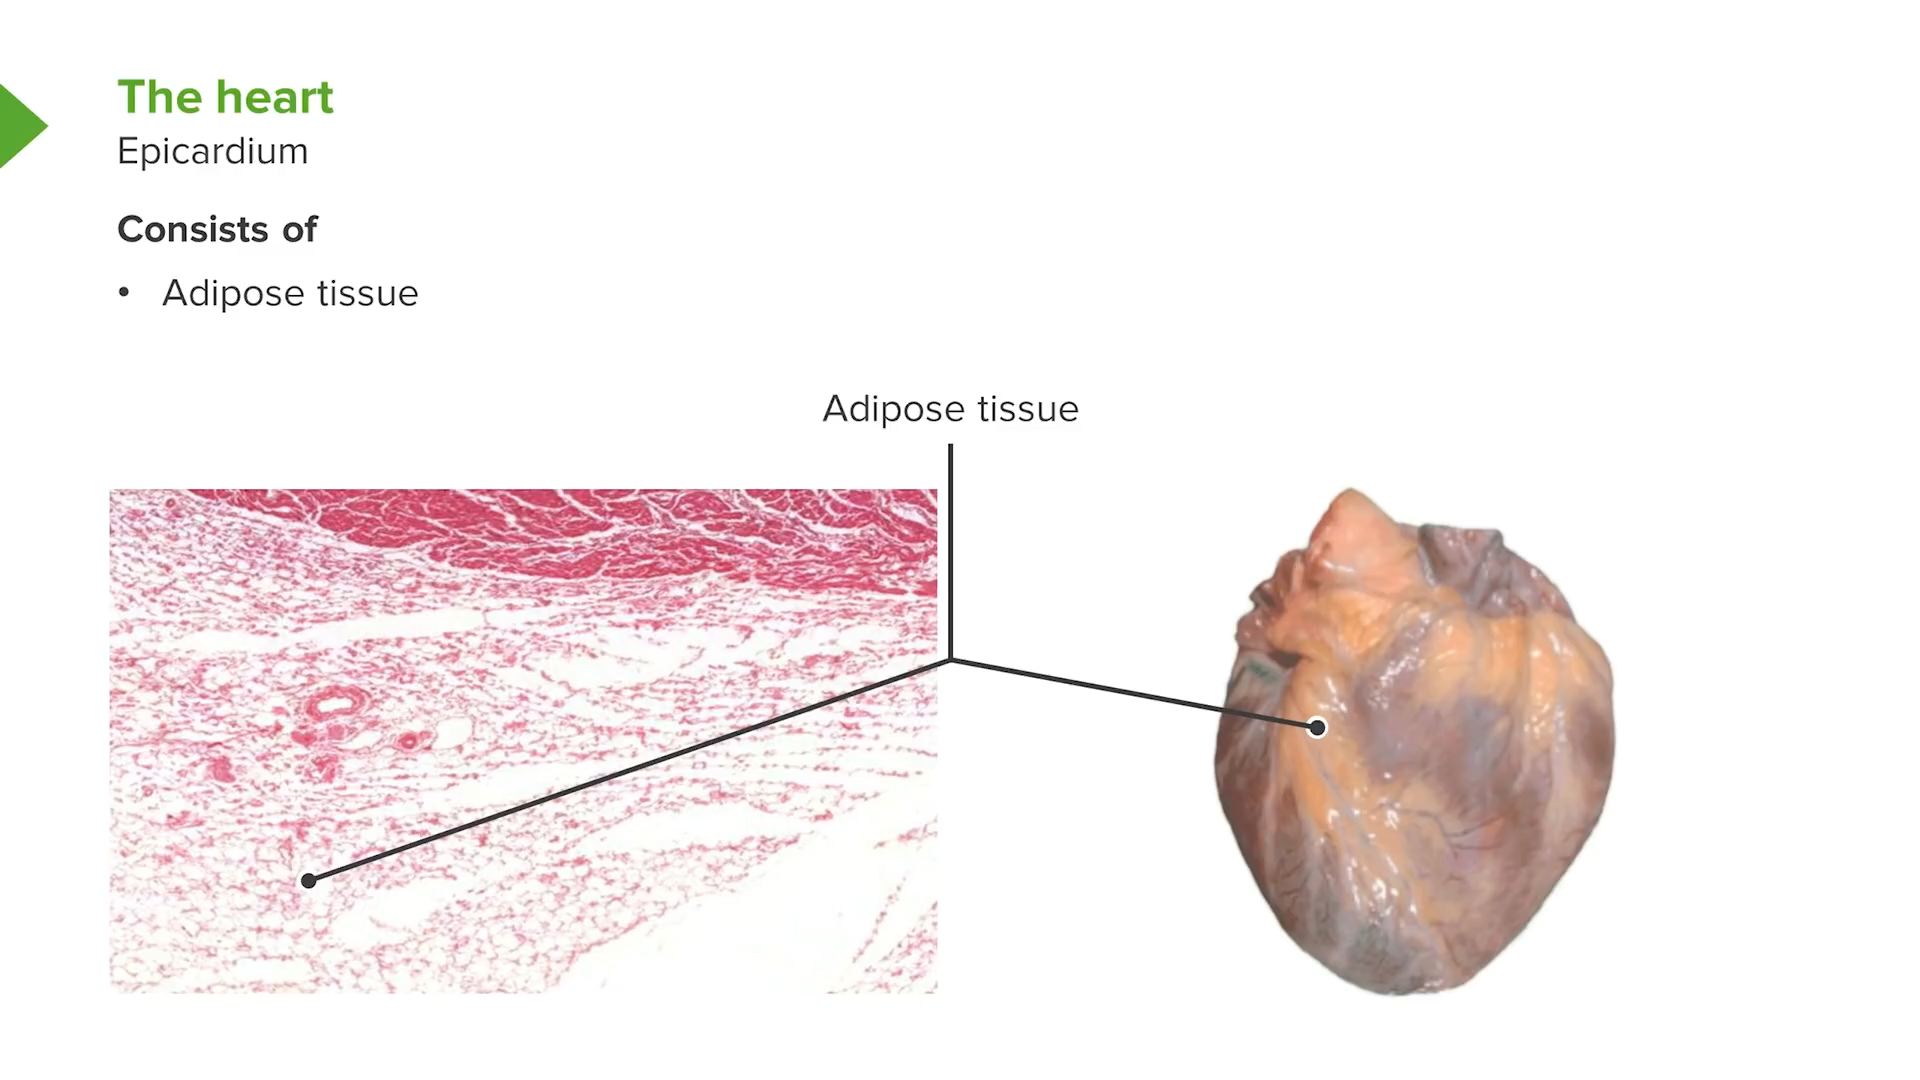 The heart
Epicardium
Consists of
• Adipose tissue
Adipose tissue